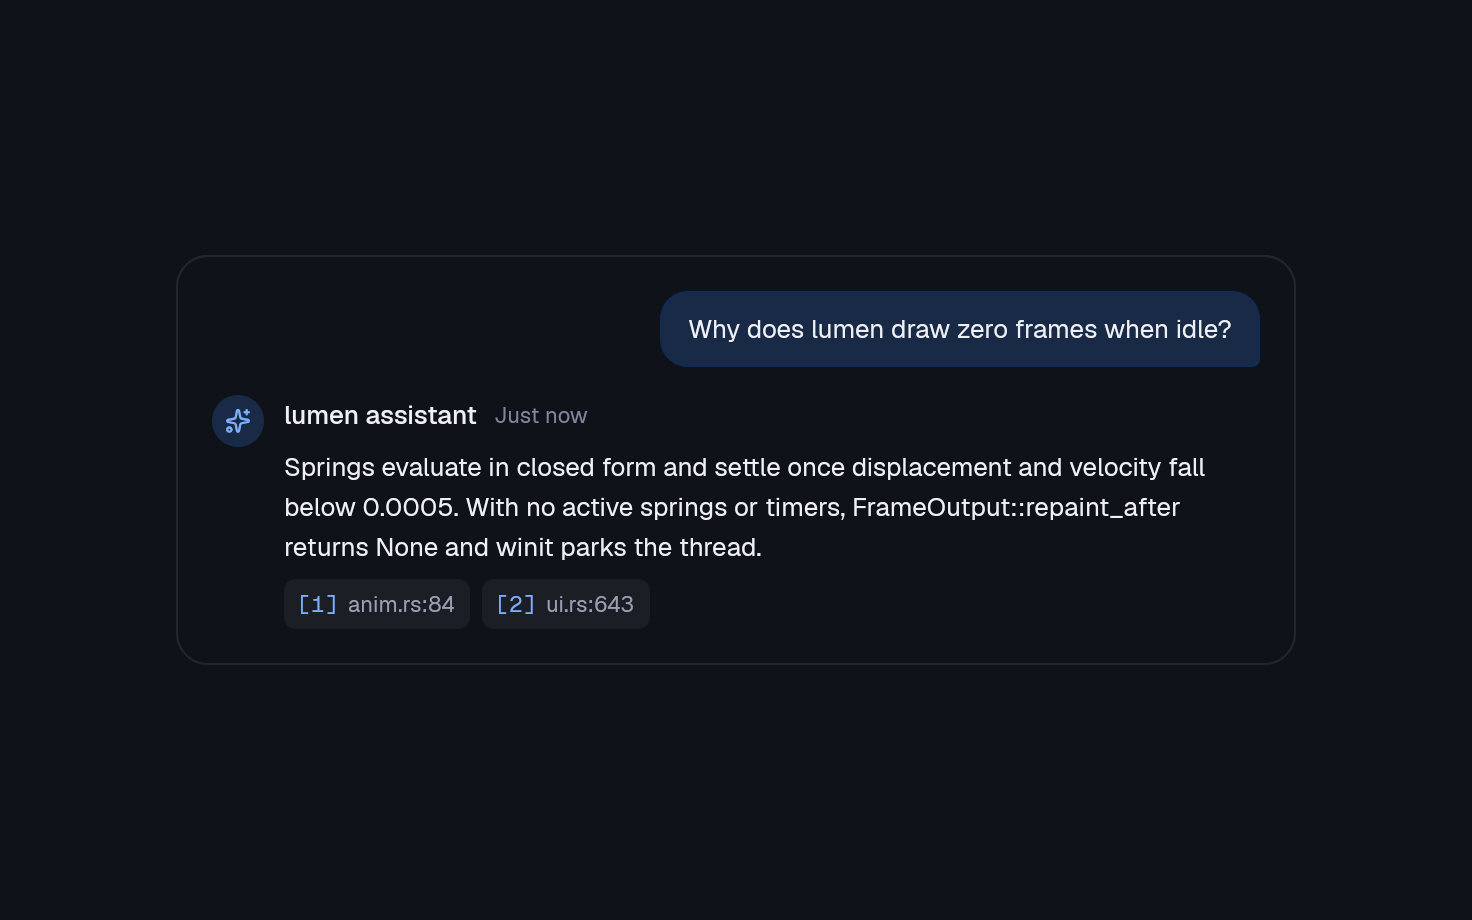 Why does lumen draw zero frames when idle?
lumen assistant Just now
Springs evaluate in closed form and settle once displacement and velocity fall
below 0.0005. With no active springs or timers, FrameOutput::repaint_after
returns None and winit parks the thread.
[1] anim.rs:84 [2] ui.rs:643